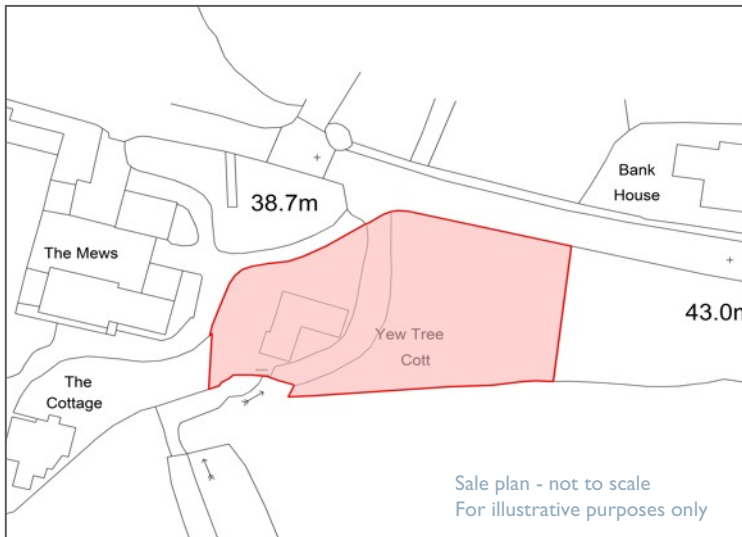 Bank
House
38.7m
The Mews
43.0m
Yew Tree
Cott
The
Cottage
Sale plan - not to scale
For illustrative purposes only